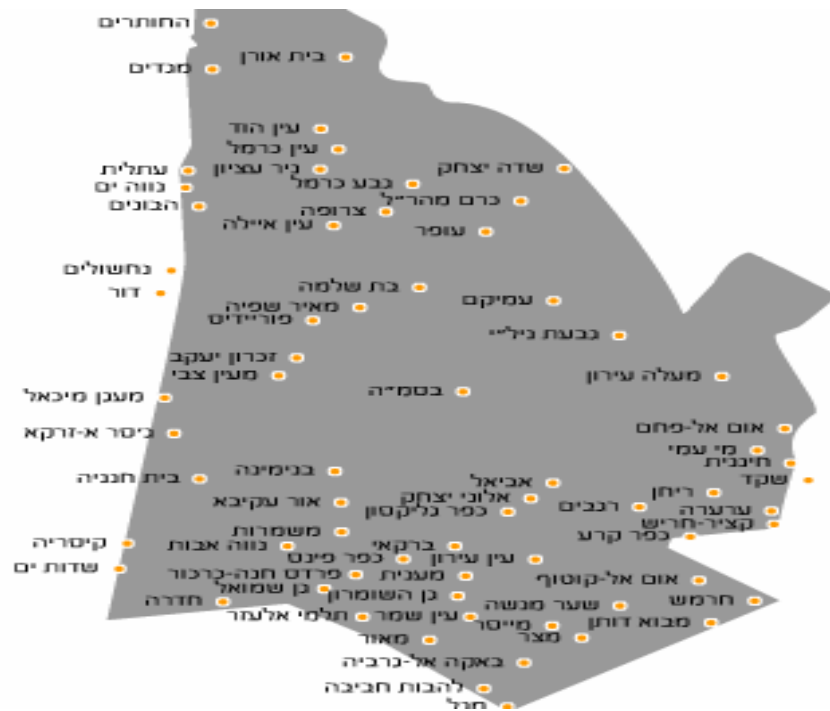 החותרים
בית אורן
מגדים
עין הוד
עין כרמל
ניר עציון
שדה יצחק
עתלית
גבע כרמל
נווה ים
כרם מהר״ל
הבונים
צרופה
עין איילה
עופר
נחשולים
בת שלמה
דור
עמיקם
מאיר שפיה
פוריידיס
גבעת ניל״י
זכרון יעקב
מעין צבי
מעלה עירון
בסמ״ה
מעגן מיכאל
אום אל-פחם
ג׳סר א-זרקא
מי עמי
חיננית
בנימינה
בית חנניה
שקד
אביאל
ריחן
אלוני יצחק
אור עקיבא
רגבים
כפר גליקסון
ערערה
קציר-חריש
משמרות
כפר קרע
קיסריה
נווה אבות
ברקאי
כפר פינס
עין עירון
שדות ים
פרדס חנה-כרכור
מענית
אום אל-קוטוף
גן שמואל
גן השומרון
חרמש
חדרה
שער מנשה
תלמי אלעזר
עין שמר
מייסר
מבוא דותן
מצר
מאור
באקה אל-גרביה
להבות חביבה
מגל